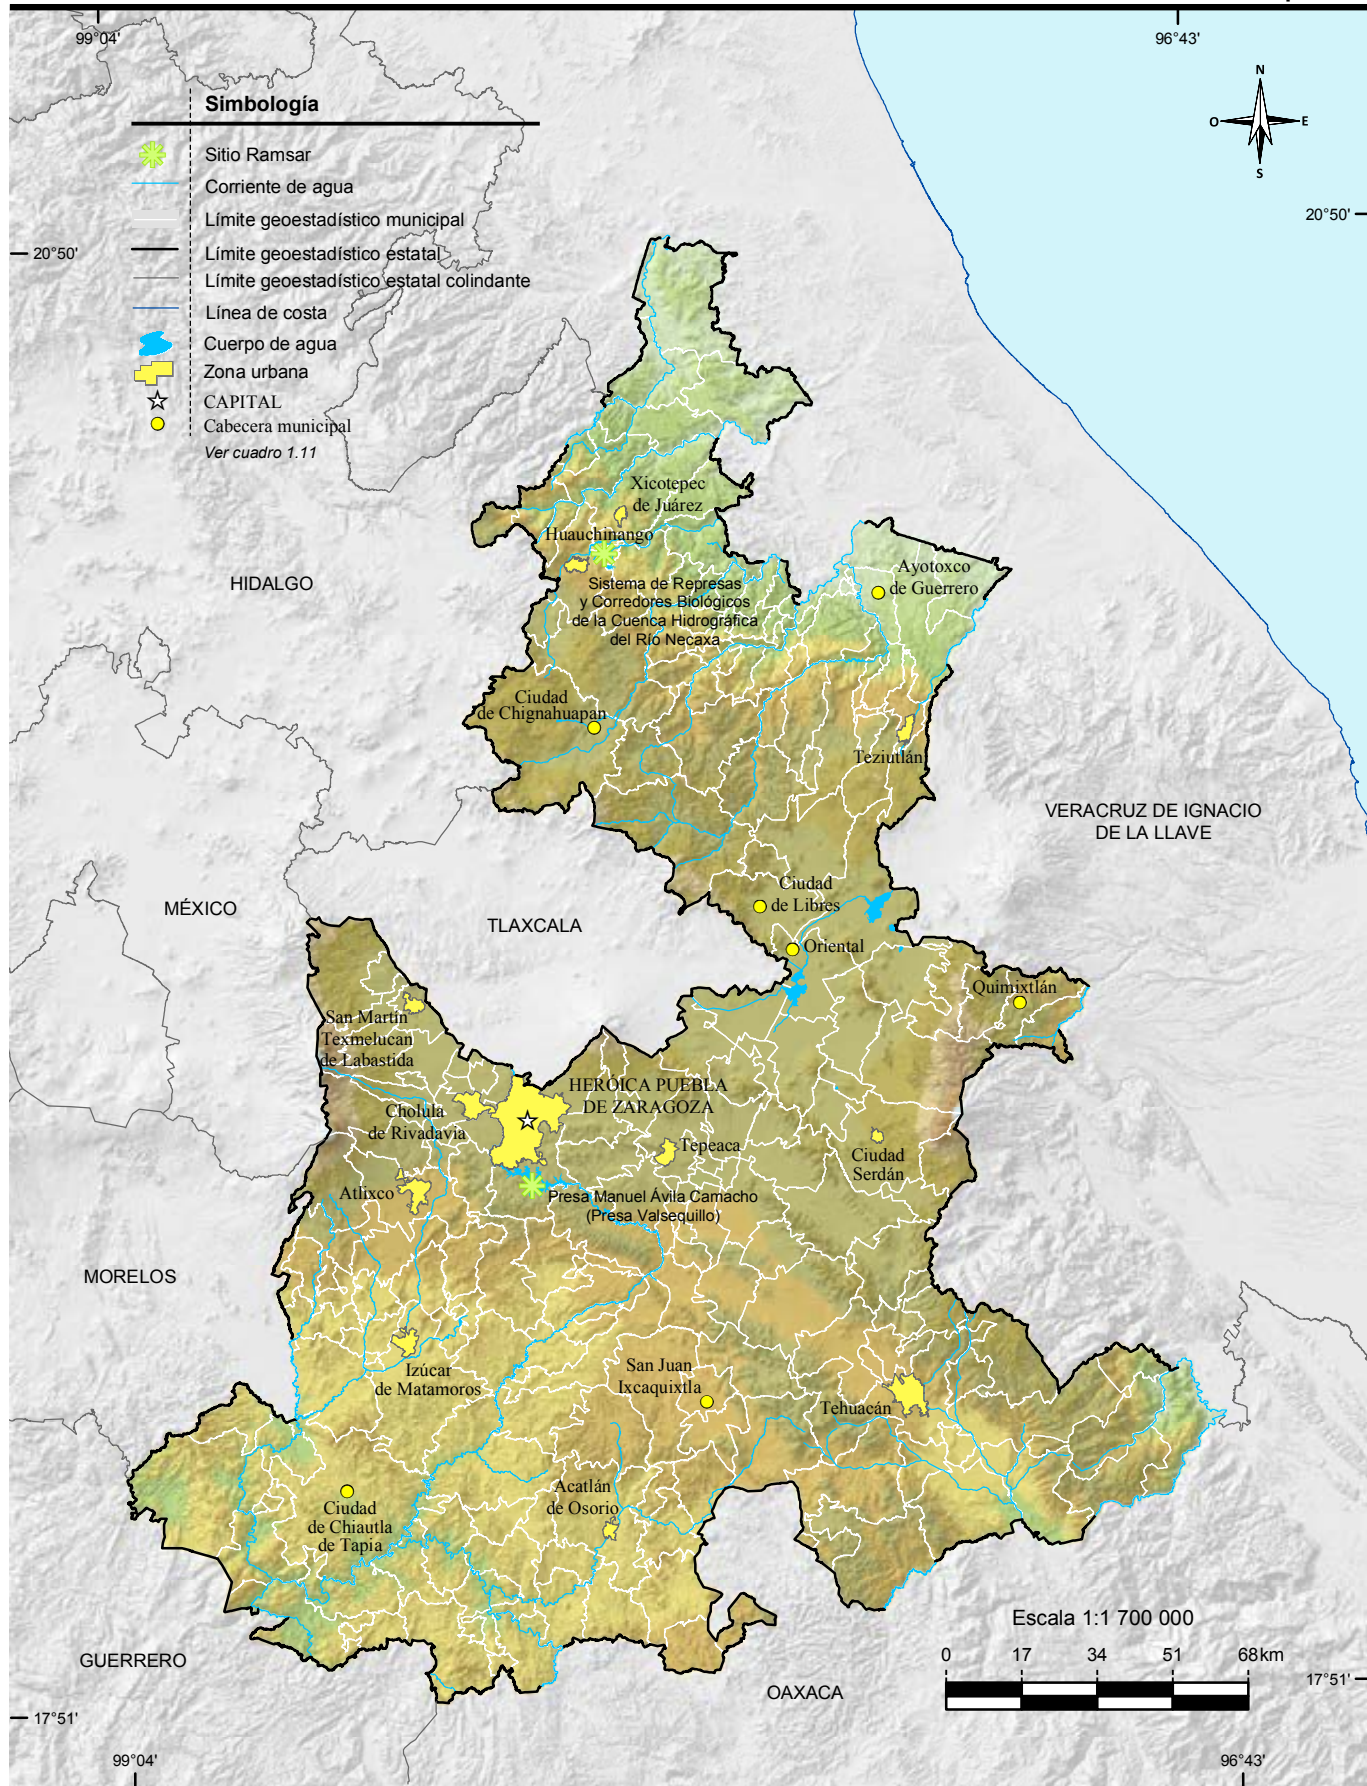 99°04'
96°43'
N
O
E
S
Simbología
Sitio Ramsar
Corriente de agua
Límite geoestadístico municipal
Límite geoestadístico estatal
Límite geoestadístico estatal colindante
Línea de costa
Cuerpo de agua
Zona urbana
CAPITAL
Cabecera municipal
Ver cuadro 1.11
20°50'
20°50'
Xicotepec
de Juárez
Huauchinango
Sistema de Represas
y Corredores Biológicos
de la Cuenca Hidrográfica
del Río Necaxa
Ayotoxco
de Guerrero
HIDALGO
Ciudad
de Chignahuapan
Teziutlán
VERACRUZ DE IGNACIO
DE LA LLAVE
MÉXICO
TLAXCALA
Ciudad
de Libres
Oriental
Quimixtlán
San Martín
Texmelucan
de Labastida
HEROICA PUEBLA
DE ZARAGOZA
Cholula
de Rivadavia
Tepeaca
Ciudad
Serdán
Atlixco
Presa Manuel Ávila Camacho
(Presa Valsequillo)
MORELOS
Izúcar
de Matamoros
San Juan
Ixcaquixtla
Tehuacán
Acatlán
de Osorio
Ciudad
de Chiautla
de Tapia
GUERRERO
OAXACA
Escala 1:1 700 000
0 17 34 51 68km
17°51'
17°51'
99°04'
96°43'